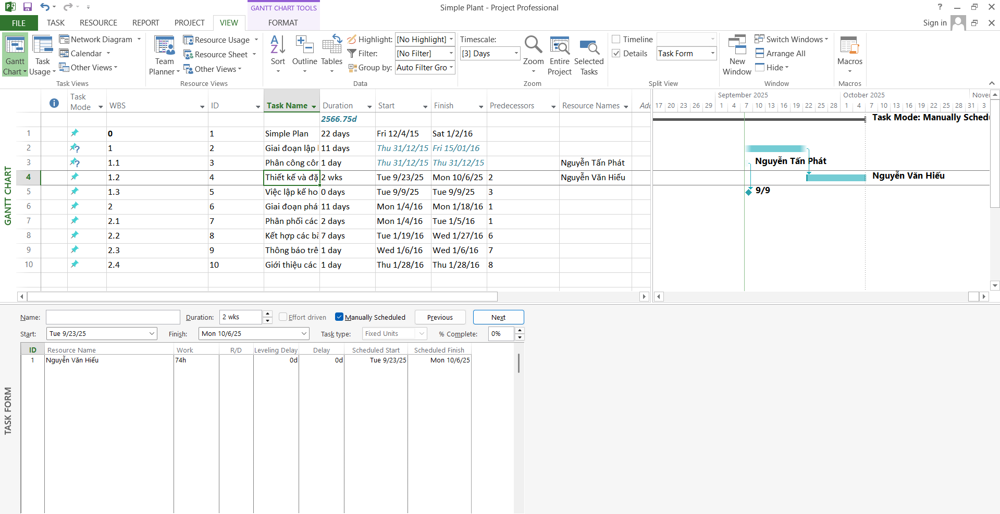 GANTT CHART TOOLS
Simple Plant - Project Professional
?
FILE TASK RESOURCE REPORT PROJECT VIEW FORMAT
Sign in
Gantt Chart
Task Usage
Network Diagram
Calendar
Other Views
Task Views
Team Planner
Resource Usage
Resource Sheet
Other Views
Resource Views
Sort
Outline
Tables
Highlight: [No Highlight]
Filter: [No Filter]
Group by: Auto Filter Gro
Data
Timescale:
[3] Days
Zoom
Entire Project
Selected Tasks
Zoom
Timeline
Details Task Form
Split View
New Window
Switch Windows
Arrange All
Hide
Window
Macros
Macros
GANTT CHART
Task Mode WBS ID Task Name Duration Start Finish Predecessors Resource Names
2566.75d
1 0 1 Simple Plan 22 days Fri 12/4/15 Sat 1/2/16
2 1 2 Giai đoạn lập 11 days Thu 31/12/15 Fri 15/01/16
3 1.1 3 Phân công 1 day Thu 31/12/15 Thu 31/12/15 Nguyễn Tấn Phát
4 1.2 4 Thiết kế và 2 wks Tue 9/23/25 Mon 10/6/25 2 Nguyễn Văn Hiếu
5 1.3 5 Việc lập kế ho 0 days Tue 9/9/25 Tue 9/9/25 3
6 2 6 Giai đoạn phá 11 days Mon 1/4/16 Mon 1/18/16 1
7 2.1 7 Phân phối các 2 days Mon 1/4/16 Tue 1/5/16 1
8 2.2 8 Kết hợp các 7 days Tue 1/19/16 Wed 1/27/16 6
9 2.3 9 Thông báo trê 1 day Wed 1/6/16 Wed 1/6/16 7
10 2.4 10 Giới thiệu các 1 day Thu 1/28/16 Thu 1/28/16 8
September 2025 October 2025
17 20 23 26 29 1 4 7 10 13 16 19 22 25 28 1 4 7 10 13 16 19 22 25 28 31 3
Task Mode: Manually
Nguyễn Tấn Phát
Nguyễn Văn Hiếu
9/9
TASK FORM
Name: Duration: 2 wks Effort driven Manually Scheduled Previous Next
Start: Tue 9/23/25 Finish: Mon 10/6/25 Task type: Fixed Units % Complete: 0%
ID Resource Name Work R/D Leveling Delay Delay Scheduled Start Scheduled Finish
1 Nguyễn Văn Hiếu 74h 0d 0d Tue 9/23/25 Mon 10/6/25